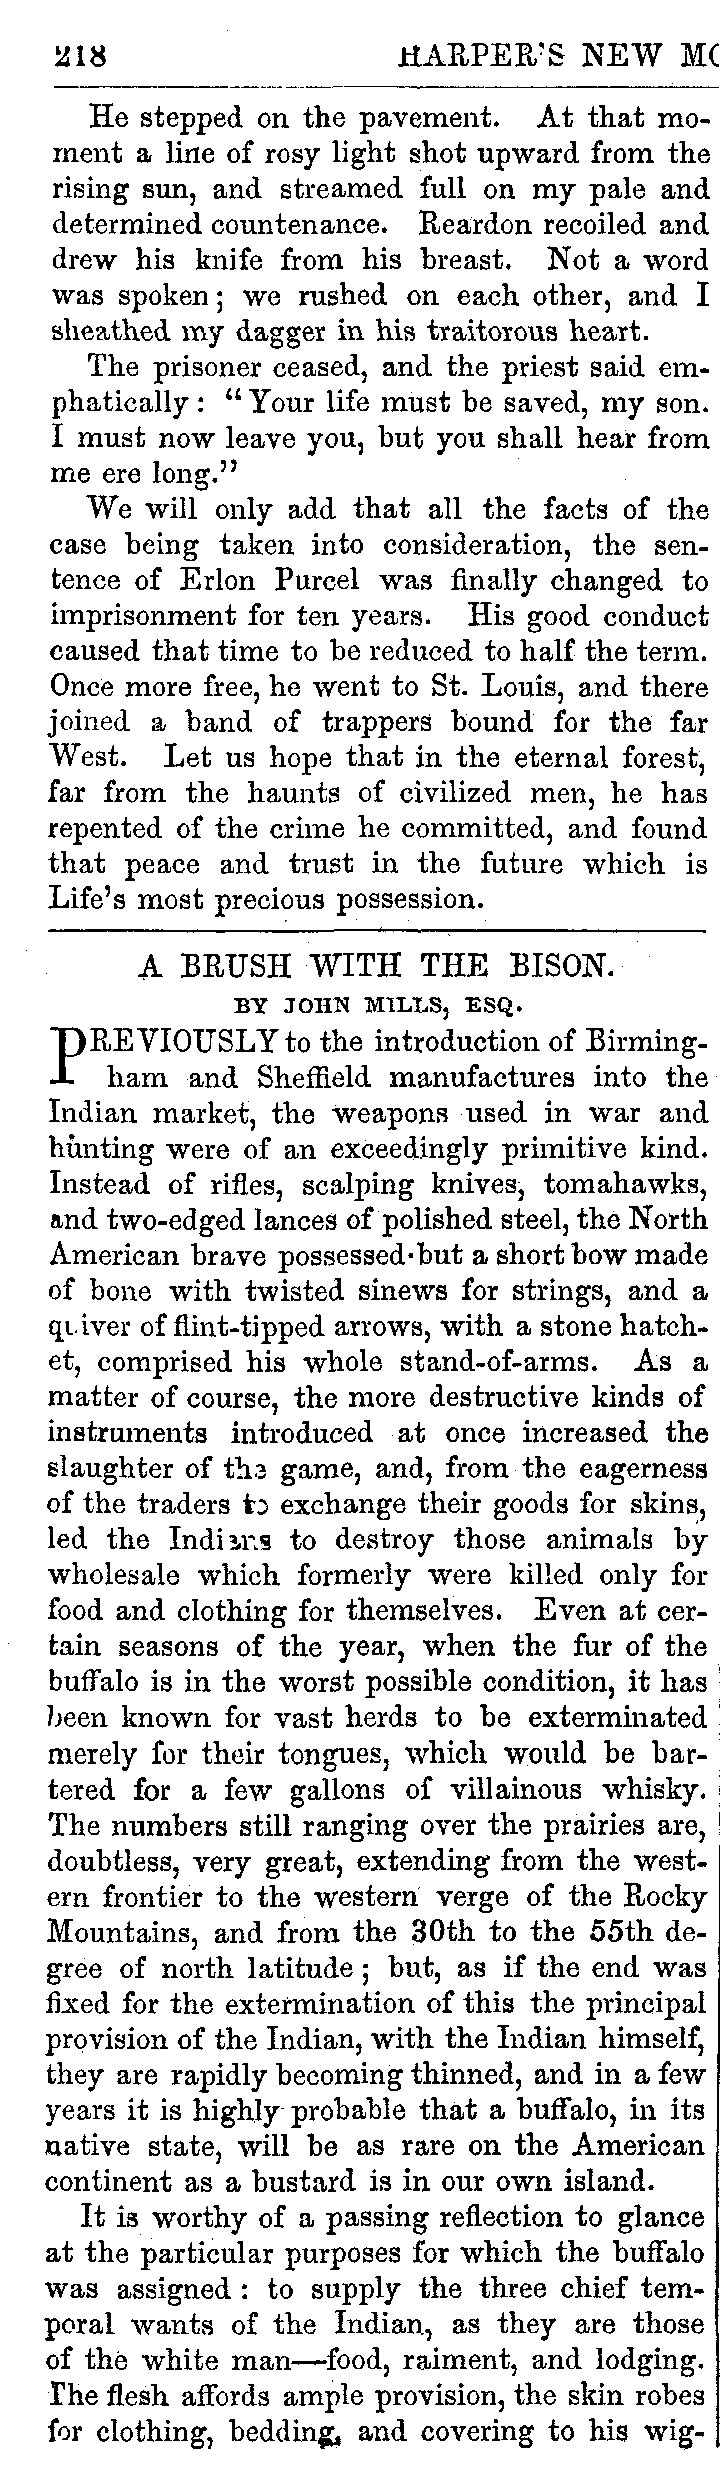 218 HARPER'S NEW
He stepped on the pavement. At that mo-
ment a line of rosy light shot upward from the
rising sun, and streamed full on my pale and
determined countenance. Reardon recoiled and
drew his knife from his breast. Not a word
was spoken; we rushed on each other, and I
sheathed my dagger in his traitorous heart.
The prisoner ceased, and the priest said em-
phatically: "Your life must be saved, my son.
I must now leave you, but you shall hear from
me ere long."
We will only add that all the facts of the
case being taken into consideration, the sen-
tence of Erlon Purcel was finally changed to
imprisonment for ten years. His good conduct
caused that time to be reduced to half the term.
Once more free, he went to St. Louis, and there
joined a band of trappers bound for the far
West. Let us hope that in the eternal forest,
far from the haunts of civilized men, he has
repented of the crime he committed, and found
that peace and trust in the future which is
Life's most precious possession.
A BRUSH WITH THE BISON.
BY JOHN MILLS, ESQ.
PREVIOUSLY to the introduction of Birming-
ham and Sheffield manufactures into the
Indian market, the weapons used in war and
hunting were of an exceedingly primitive kind.
Instead of rifles, scalping knives, tomahawks,
and two-edged lances of polished steel, the North
American brave possessed but a short bow made
of bone with twisted sinews for strings, and a
quiver of flint-tipped arrows, with a stone hatch-
et, comprised his whole stand-of-arms. As a
matter of course, the more destructive kinds of
instruments introduced at once increased the
slaughter of the game, and, from the eagerness
of the traders to exchange their goods for skins,
led the Indians to destroy those animals by
wholesale which formerly were killed only for
food and clothing for themselves. Even at cer-
tain seasons of the year, when the fur of the
buffalo is in the worst possible condition, it has
been known for vast herds to be exterminated
merely for their tongues, which would be bar-
tered for a few gallons of villainous whisky.
The numbers still ranging over the prairies are,
doubtless, very great, extending from the west-
ern frontier to the western verge of the Rocky
Mountains, and from the 30th to the 55th de-
gree of north latitude; but, as if the end was
fixed for the extermination of this the principal
provision of the Indian, with the Indian himself,
they are rapidly becoming thinned, and in a few
years it is highly probable that a buffalo, in its
native state, will be as rare on the American
continent as a bustard is in our own island.
It is worthy of a passing reflection to glance
at the particular purposes for which the buffalo
was assigned: to supply the three chief tem-
poral wants of the Indian, as they are those
of the white man—food, raiment, and lodging.
The flesh affords ample provision, the skin robes
for clothing, bedding, and covering to his wig-